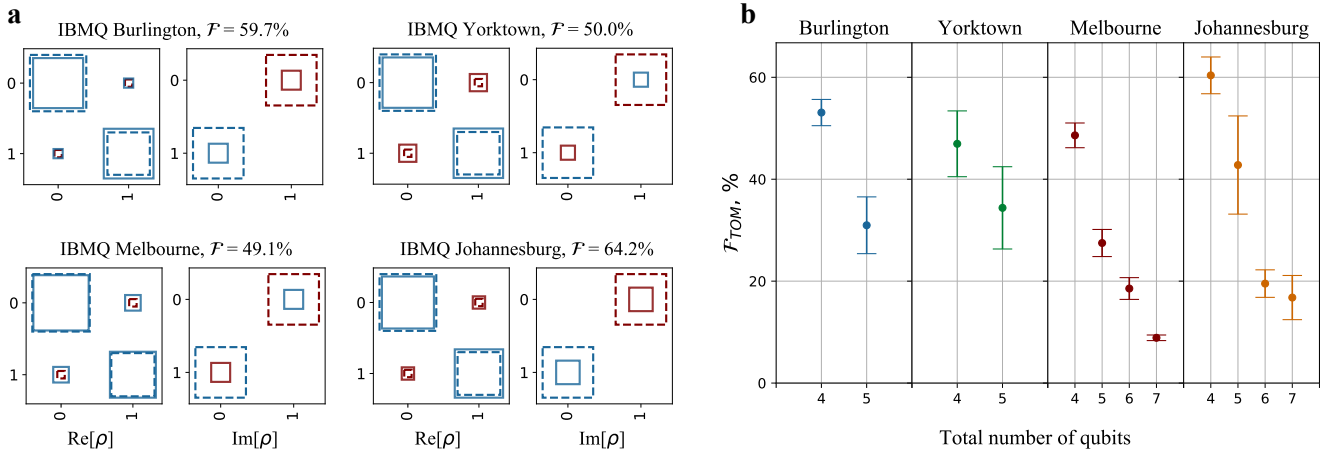 a
IBMQ Burlington, ℱ = 59.7%
IBMQ Yorktown, ℱ = 50.0%
0
1
0
1
0
1
0
1
0
1
0
1
0
1
0
1
IBMQ Melbourne, ℱ = 49.1%
IBMQ Johannesburg, ℱ = 64.2%
0
1
0
1
0
1
0
1
0
1
0
1
0
1
0
1
Re[ρ]
Im[ρ]
Re[ρ]
Im[ρ]
b
Burlington
Yorktown
Melbourne
Johannesburg
ℱTOM, %
60
40
20
0
4 5
4 5
4 5 6 7
4 5 6 7
Total number of qubits